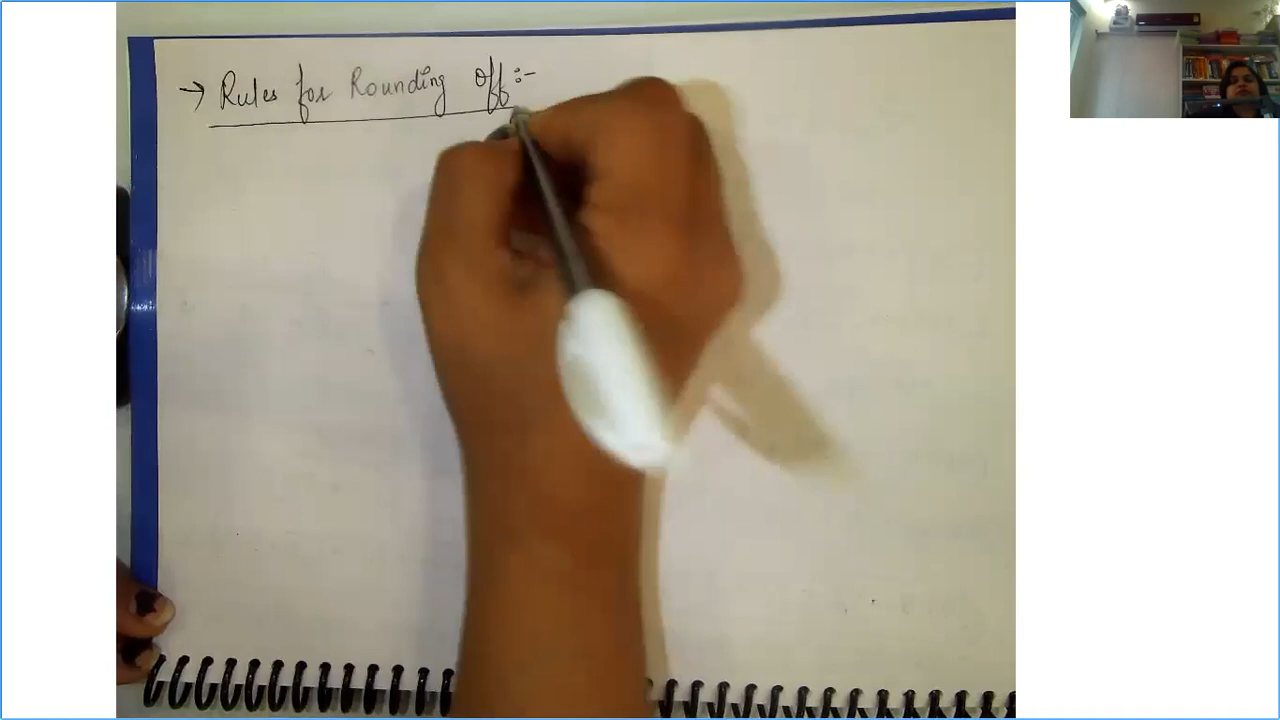 → Rules for Rounding Off :-